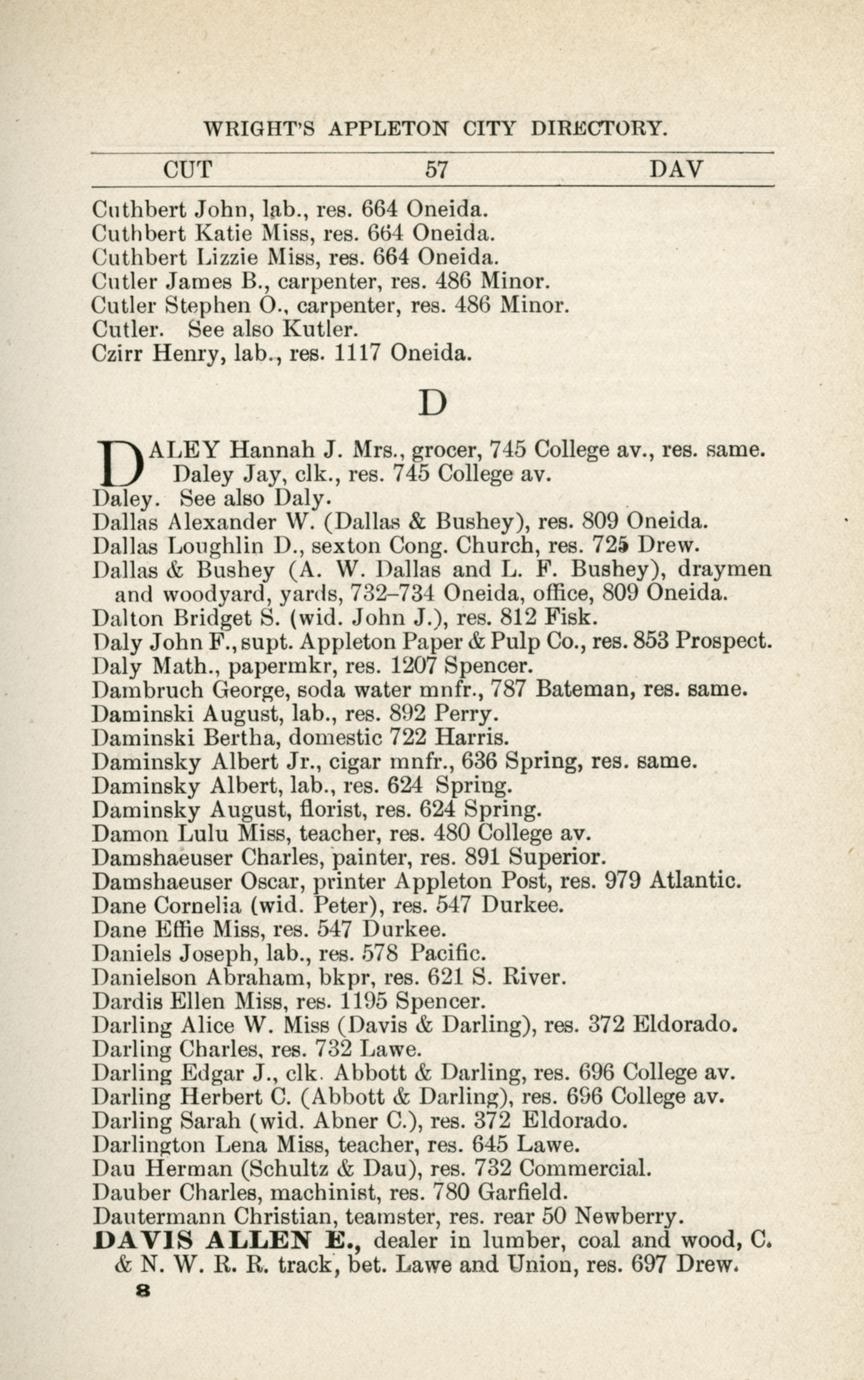 WRIGHT'S APPLETON CITY DIRECTORY.
CUT 57 DAV
Cuthbert John, lab., res. 664 Oneida.
Cuthbert Katie Miss, res. 664 Oneida.
Cuthbert Lizzie Miss, res. 664 Oneida.
Cutler James B., carpenter, res. 486 Minor.
Cutler Stephen O., carpenter, res. 486 Minor.
Cutler. See also Kutler.
Czirr Henry, lab., res. 1117 Oneida.
D
DALEY Hannah J. Mrs., grocer, 745 College av., res. same.
Daley Jay, clk., res. 745 College av.
Daley. See also Daly.
Dallas Alexander W. (Dallas & Bushey), res. 809 Oneida.
Dallas Loughlin D., sexton Cong. Church, res. 725 Drew.
Dallas & Bushey (A. W. Dallas and L. F. Bushey), draymen
and woodyard, yards, 732–734 Oneida, office, 809 Oneida.
Dalton Bridget S. (wid. John J.), res. 812 Fisk.
Daly John F., supt. Appleton Paper & Pulp Co., res. 853 Prospect.
Daly Math., papermkr, res. 1207 Spencer.
Dambruch George, soda water mnfr., 787 Bateman, res. same.
Daminski August, lab., res. 892 Perry.
Daminski Bertha, domestic 722 Harris.
Daminsky Albert Jr., cigar mnfr., 636 Spring, res. same.
Daminsky Albert, lab., res. 624 Spring.
Daminsky August, florist, res. 624 Spring.
Damon Lulu Miss, teacher, res. 480 College av.
Damshaeuser Charles, painter, res. 891 Superior.
Damshaeuser Oscar, printer Appleton Post, res. 979 Atlantic.
Dane Cornelia (wid. Peter), res. 547 Durkee.
Dane Effie Miss, res. 547 Durkee.
Daniels Joseph, lab., res. 578 Pacific.
Danielson Abraham, bkpr, res. 621 S. River.
Dardis Ellen Miss, res. 1195 Spencer.
Darling Alice W. Miss (Davis & Darling), res. 372 Eldorado.
Darling Charles, res. 732 Lawe.
Darling Edgar J., clk. Abbott & Darling, res. 696 College av.
Darling Herbert C. (Abbott & Darling), res. 696 College av.
Darling Sarah (wid. Abner C.), res. 372 Eldorado.
Darlington Lena Miss, teacher, res. 645 Lawe.
Dau Herman (Schultz & Dau), res. 732 Commercial.
Dauber Charles, machinist, res. 780 Garfield.
Dautermann Christian, teamster, res. rear 50 Newberry.
DAVIS ALLEN E., dealer in lumber, coal and wood, C.
& N. W. R. R. track, bet. Lawe and Union, res. 697 Drew.
8